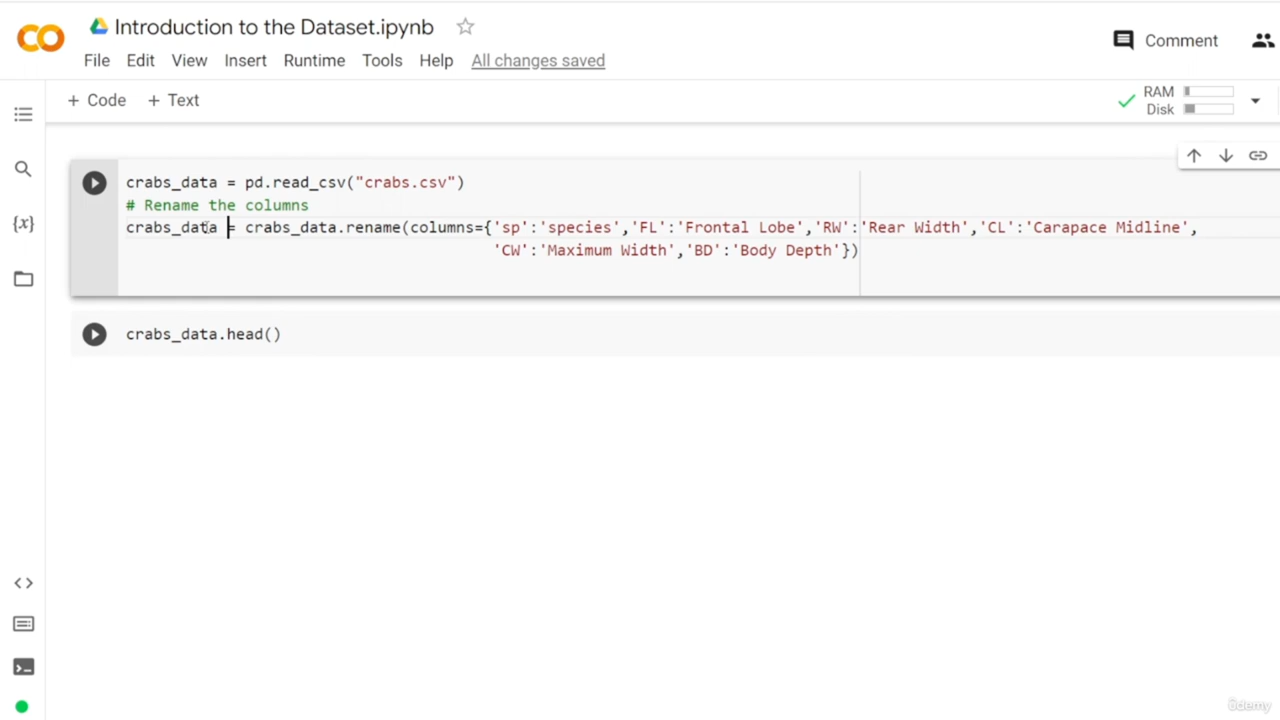 Introduction to the Dataset.ipynb
Comment
File Edit View Insert Runtime Tools Help All changes saved
+ Code + Text
RAM
Disk
crabs_data = pd.read_csv("crabs.csv")
# Rename the columns
crabs_data = crabs_data.rename(columns={'sp':'species','FL':'Frontal Lobe','RW':'Rear Width','CL':'Carapace Midline',
'CW':'Maximum Width','BD':'Body Depth'})
crabs_data.head()
{x}
<>
ûdemy